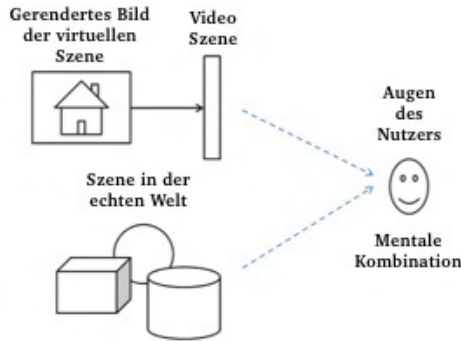 Gerendertes Bild
der virtuellen
Szene
Video
Szene
Augen
des
Nutzers
Szene in der
echten Welt
Mentale
Kombination